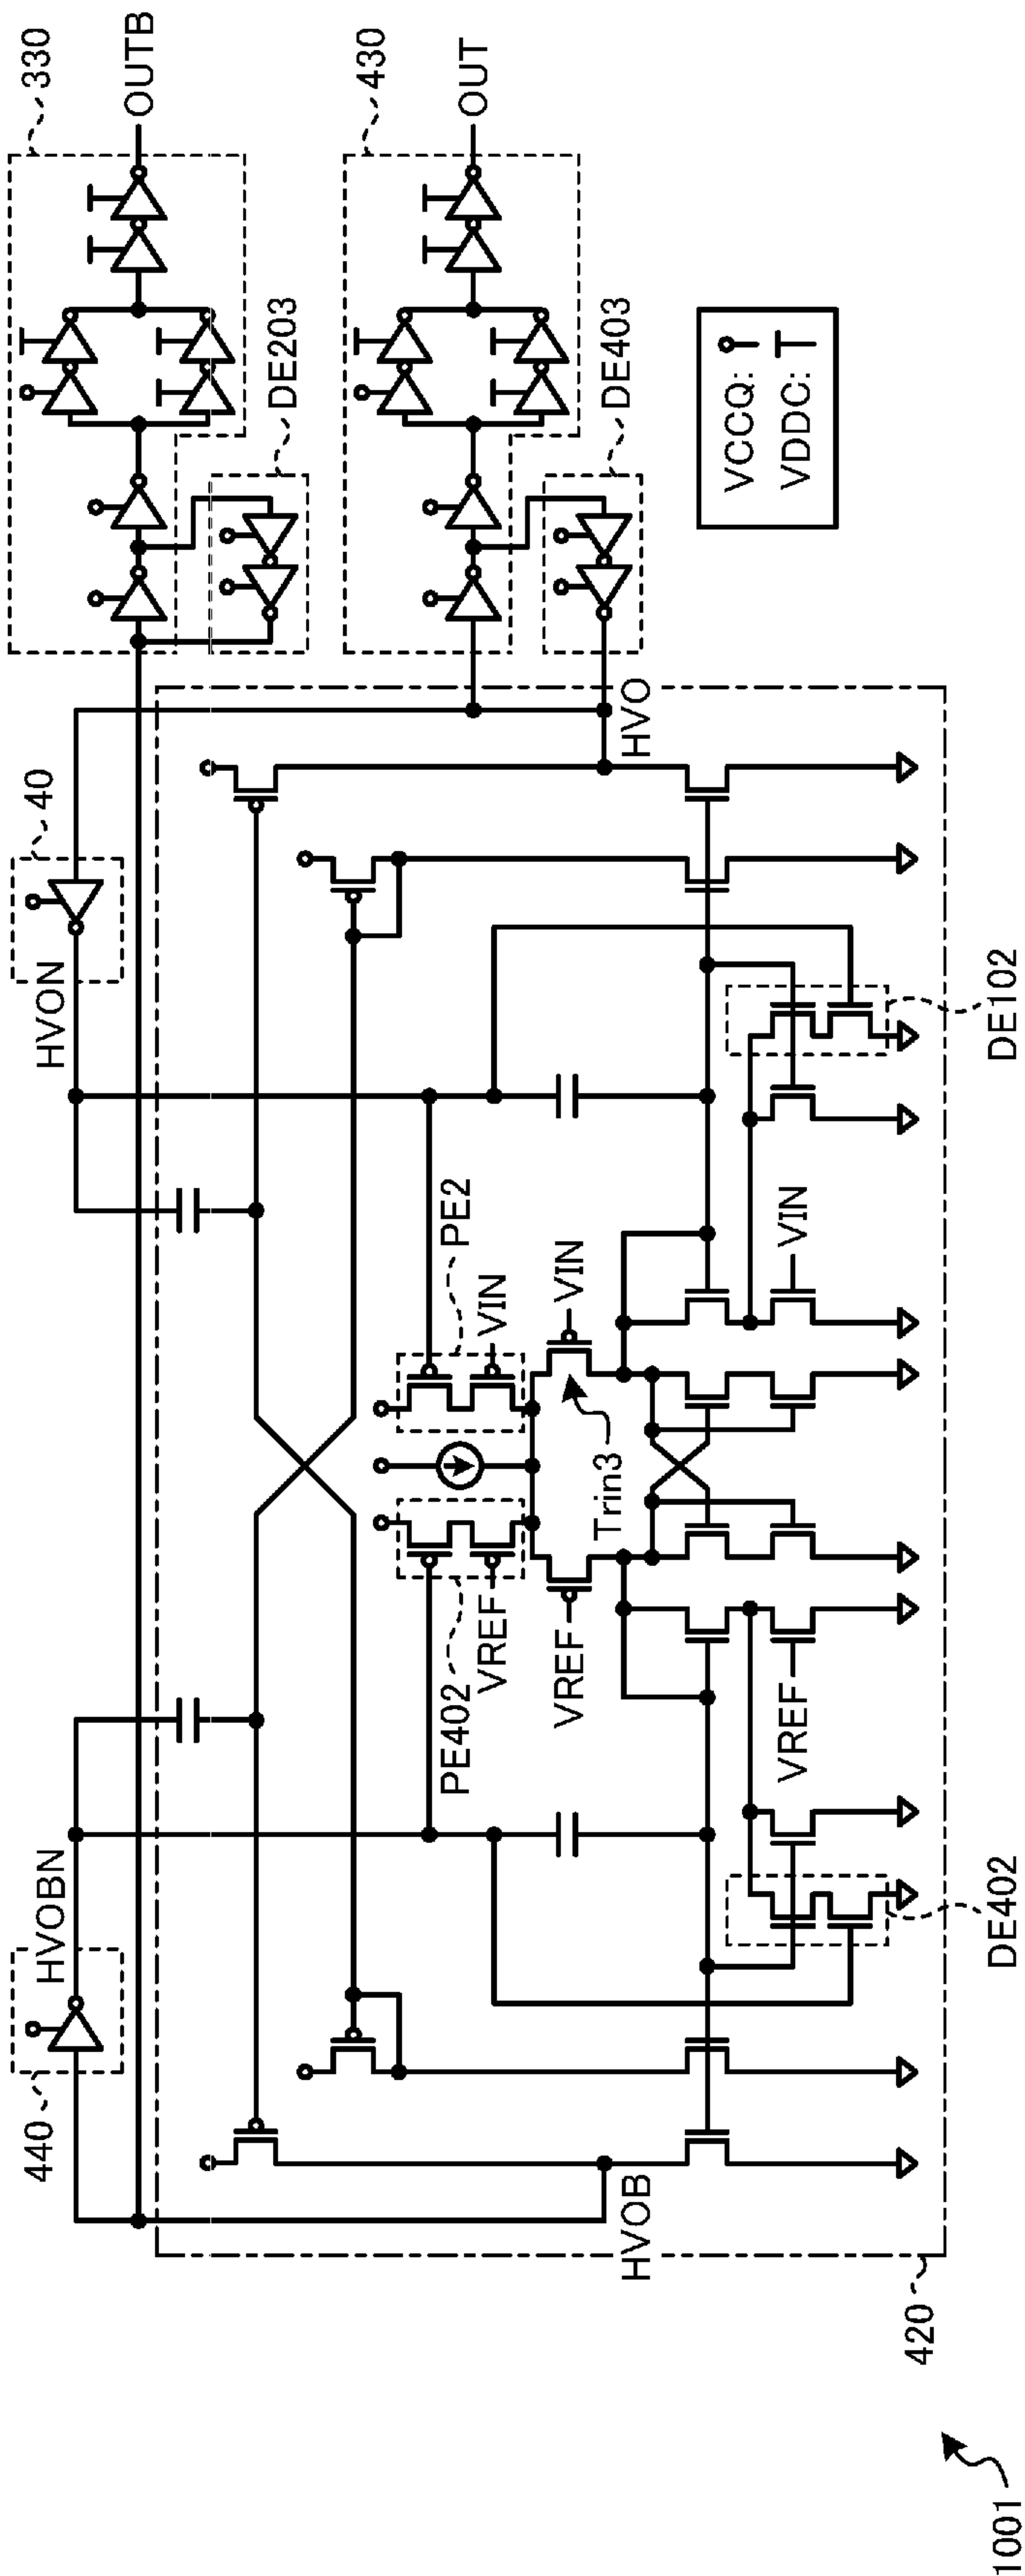 330
OUTB
430
OUT
DE203
DE403
VCCQ:
VDDC:
40
HVON
HVO
DE102
PE2
VIN
VIN
VIN
Trin3
PE402
VREF
VREF
VREF
HVOBN
DE402
440
HVOB
420
1001